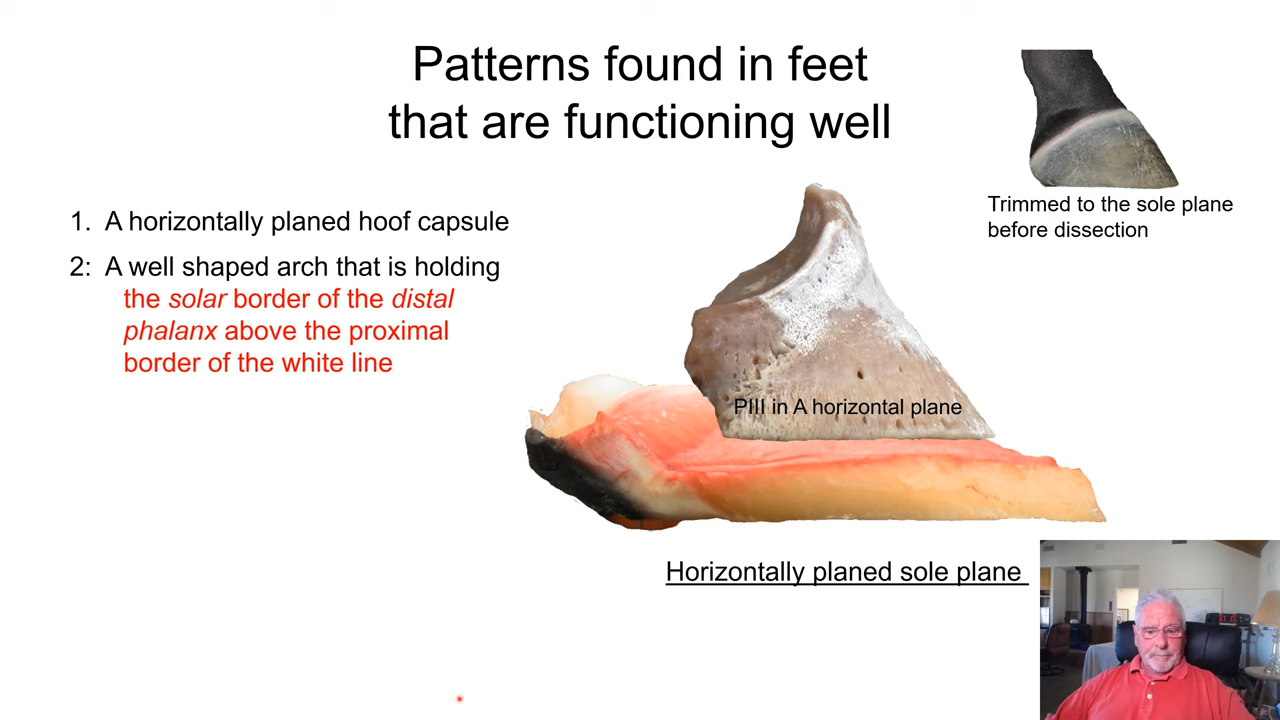 Patterns found in feet
that are functioning well
Trimmed to the sole plane
before dissection
1. A horizontally planed hoof capsule
2: A well shaped arch that is holding
the solar border of the distal
phalanx above the proximal
border of the white line
PIII in A horizontal plane
Horizontally planed sole plane